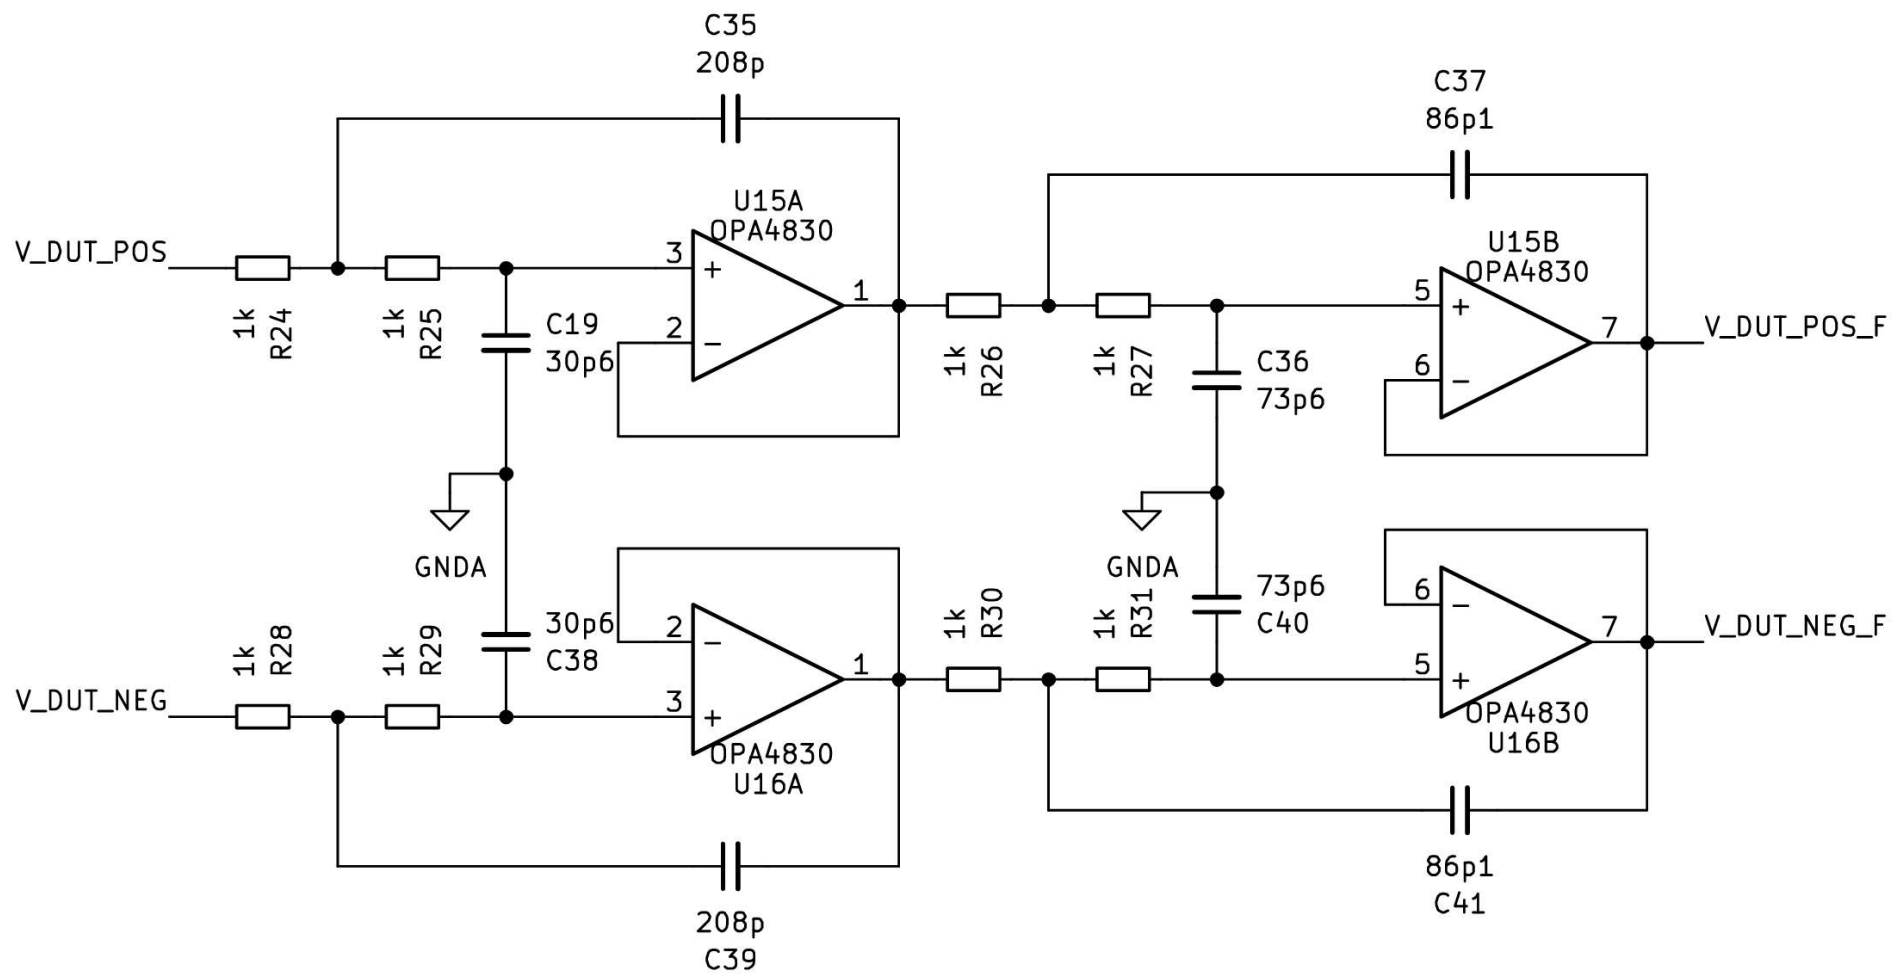 C35
208p
C37
86p1
U15A
OPA4830
V_DUT_POS
3
+
1
2
−
1k
R24
1k
R25
C19
30p6
U15B
OPA4830
5
+
7
6
−
V_DUT_POS_F
1k
R26
1k
R27
C36
73p6
GNDA
GNDA
1k
R28
1k
R29
30p6
C38
2
−
1
3
+
V_DUT_NEG
OPA4830
U16A
1k
R30
1k
R31
73p6
C40
6
−
7
5
+
V_DUT_NEG_F
OPA4830
U16B
86p1
C41
208p
C39